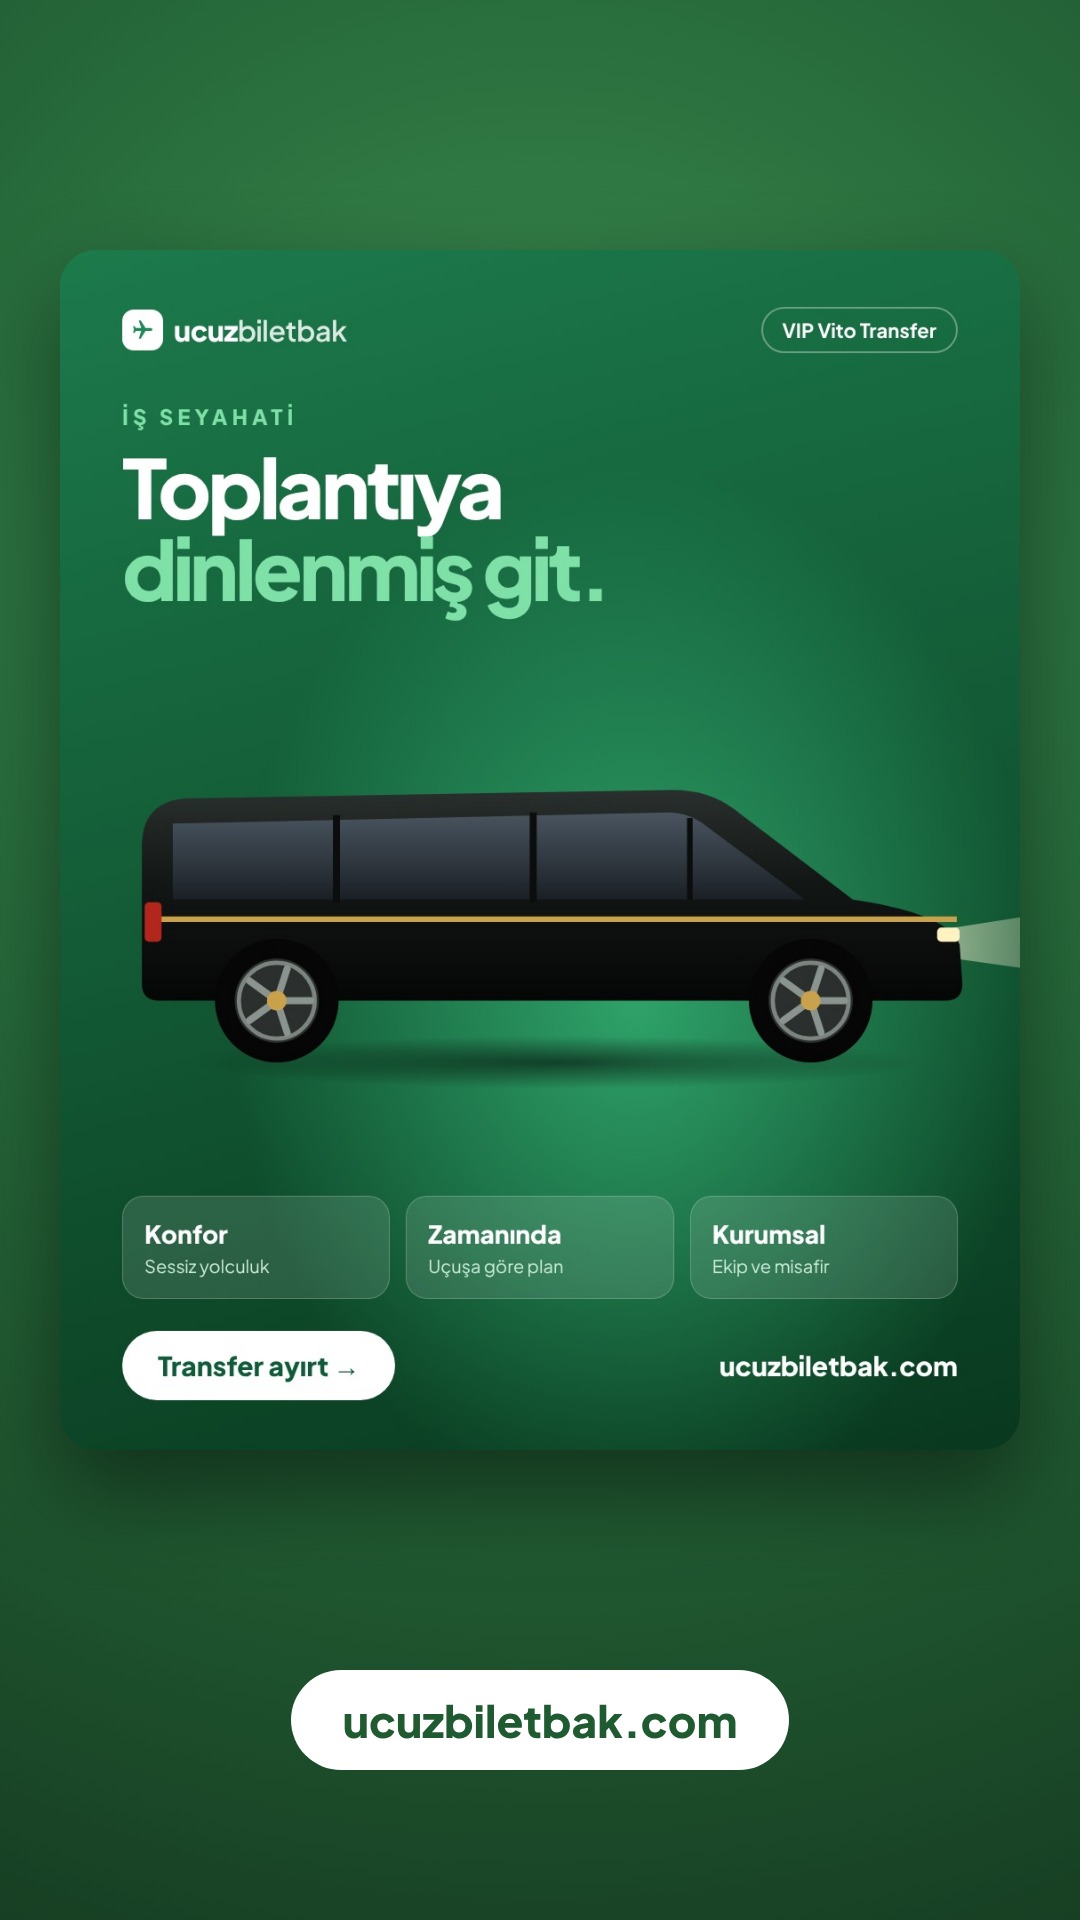 ucuzbiletbak
VIP Vito Transfer
İŞ SEYAHATİ
Toplantıya
dinlenmiş git.
Konfor
Sessiz yolculuk
Zamanında
Uçuşa göre plan
Kurumsal
Ekip ve misafir
Transfer ayırt →
ucuzbiletbak.com
ucuzbiletbak.com